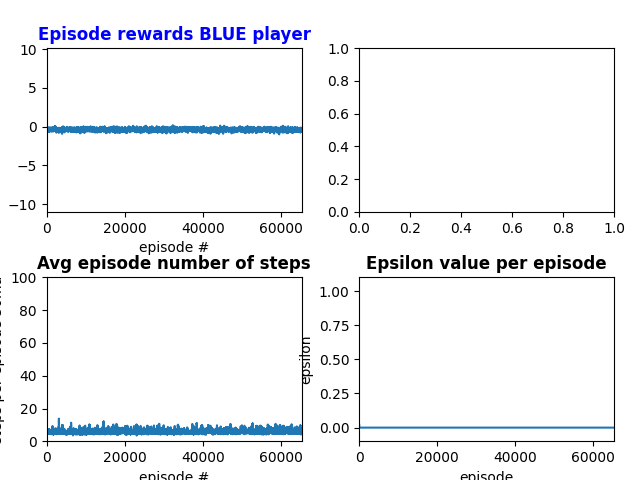 Episode rewards BLUE player
10
5
0
−5
−10
0 20000 40000 60000
episode #
1.0
0.8
0.6
0.4
0.2
0.0
0.0 0.2 0.4 0.6 0.8 1.0
Avg episode number of steps
100
80
60
40
20
0
0 20000 40000 60000
episode #
Epsilon value per episode
epsilon
1.00
0.75
0.50
0.25
0.00
0 20000 40000 60000
episode